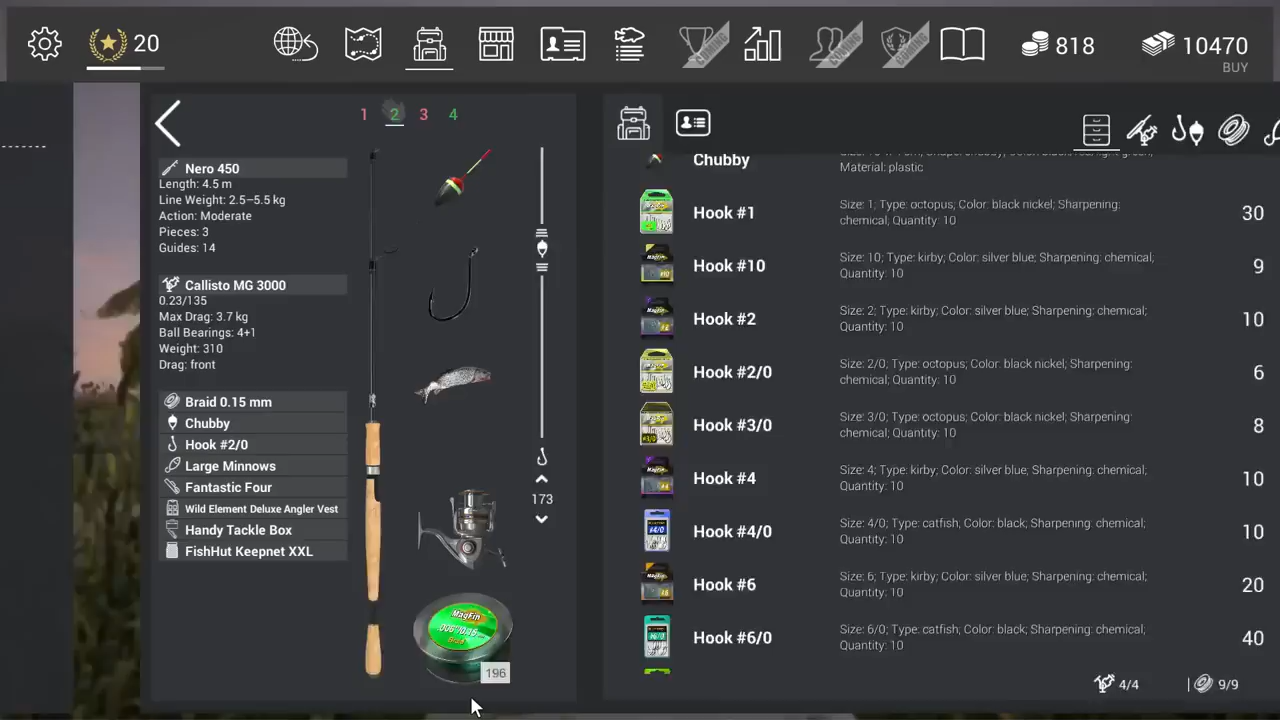 20
818
10470
BUY
1 2 3 4
Nero 450
Length: 4.5 m
Line Weight: 2.5–5.5 kg
Action: Moderate
Pieces: 3
Guides: 14
Callisto MG 3000
0.23/135
Max Drag: 3.7 kg
Ball Bearings: 4+1
Weight: 310
Drag: front
Braid 0.15 mm
Chubby
Hook #2/0
Large Minnows
Fantastic Four
Wild Element Deluxe Angler Vest
Handy Tackle Box
FishHut Keepnet XXL
173
MagFin
196
Chubby
Material: plastic
Hook #1
Size: 1; Type: octopus; Color: black nickel; Sharpening:
chemical; Quantity: 10
30
Hook #10
Size: 10; Type: kirby; Color: silver blue; Sharpening: chemical;
Quantity: 10
9
Hook #2
Size: 2; Type: kirby; Color: silver blue; Sharpening: chemical;
Quantity: 10
10
Hook #2/0
Size: 2/0; Type: octopus; Color: black nickel; Sharpening:
chemical; Quantity: 10
6
Hook #3/0
Size: 3/0; Type: octopus; Color: black nickel; Sharpening:
chemical; Quantity: 10
8
Hook #4
Size: 4; Type: kirby; Color: silver blue; Sharpening: chemical;
Quantity: 10
10
Hook #4/0
Size: 4/0; Type: catfish; Color: black; Sharpening: chemical;
Quantity: 10
10
Hook #6
Size: 6; Type: kirby; Color: silver blue; Sharpening: chemical;
Quantity: 10
20
Hook #6/0
Size: 6/0; Type: catfish; Color: black; Sharpening: chemical;
Quantity: 10
40
4/4
9/9